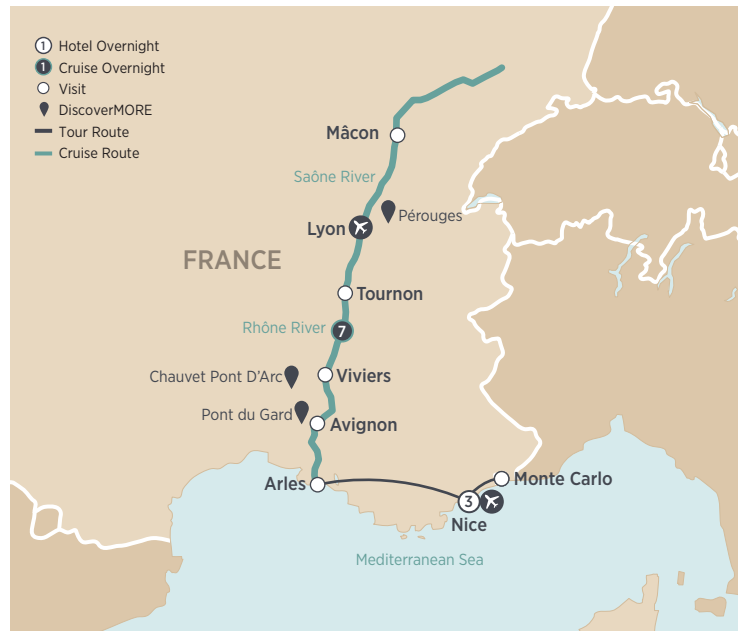 1 Hotel Overnight
1 Cruise Overnight
Visit
DiscoverMORE
Tour Route
Cruise Route
Mâcon
Saône River
Pérouges
Lyon
FRANCE
Tournon
Rhône River
7
Chauvet Pont D'Arc
Viviers
Pont du Gard
Avignon
Arles
Monte Carlo
3
Nice
Mediterranean Sea